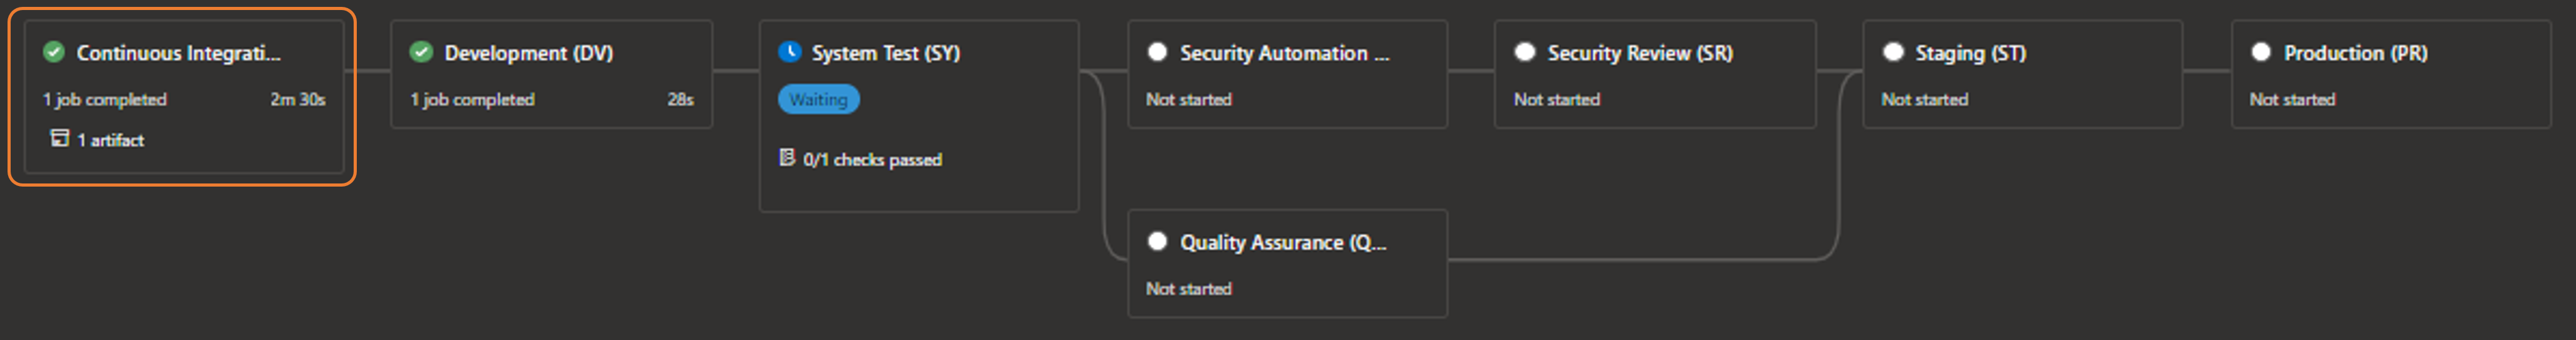 Continuous Integrati...
1 job completed 2m 30s
1 artifact
Development (DV)
1 job completed 28s
System Test (SY)
Waiting
0/1 checks passed
Security Automation ...
Not started
Security Review (SR)
Not started
Staging (ST)
Not started
Production (PR)
Not started
Quality Assurance (Q...
Not started